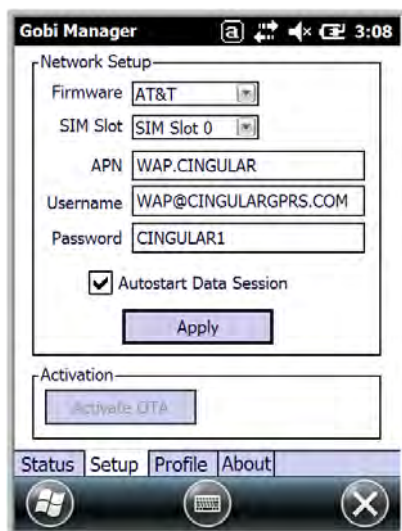 Gobi Manager a 3:08
Network Setup
Firmware AT&T
SIM Slot SIM Slot 0
APN WAP.CINGULAR
Username WAP@CINGULARGPRS.COM
Password CINGULAR1
Autostart Data Session
Apply
Activation
Activate OTA
Status Setup Profile About